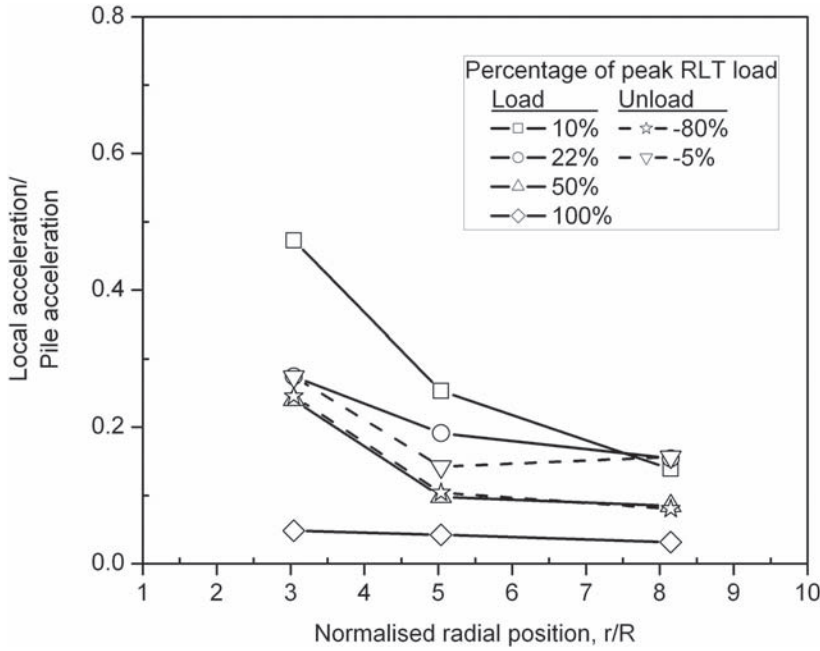 Percentage of peak RLT load
Load Unload
10% -80%
22% -5%
50%
100%
Local acceleration/
Pile acceleration
0.8
0.6
0.4
0.2
0.0
1 2 3 4 5 6 7 8 9 10
Normalised radial position, r/R